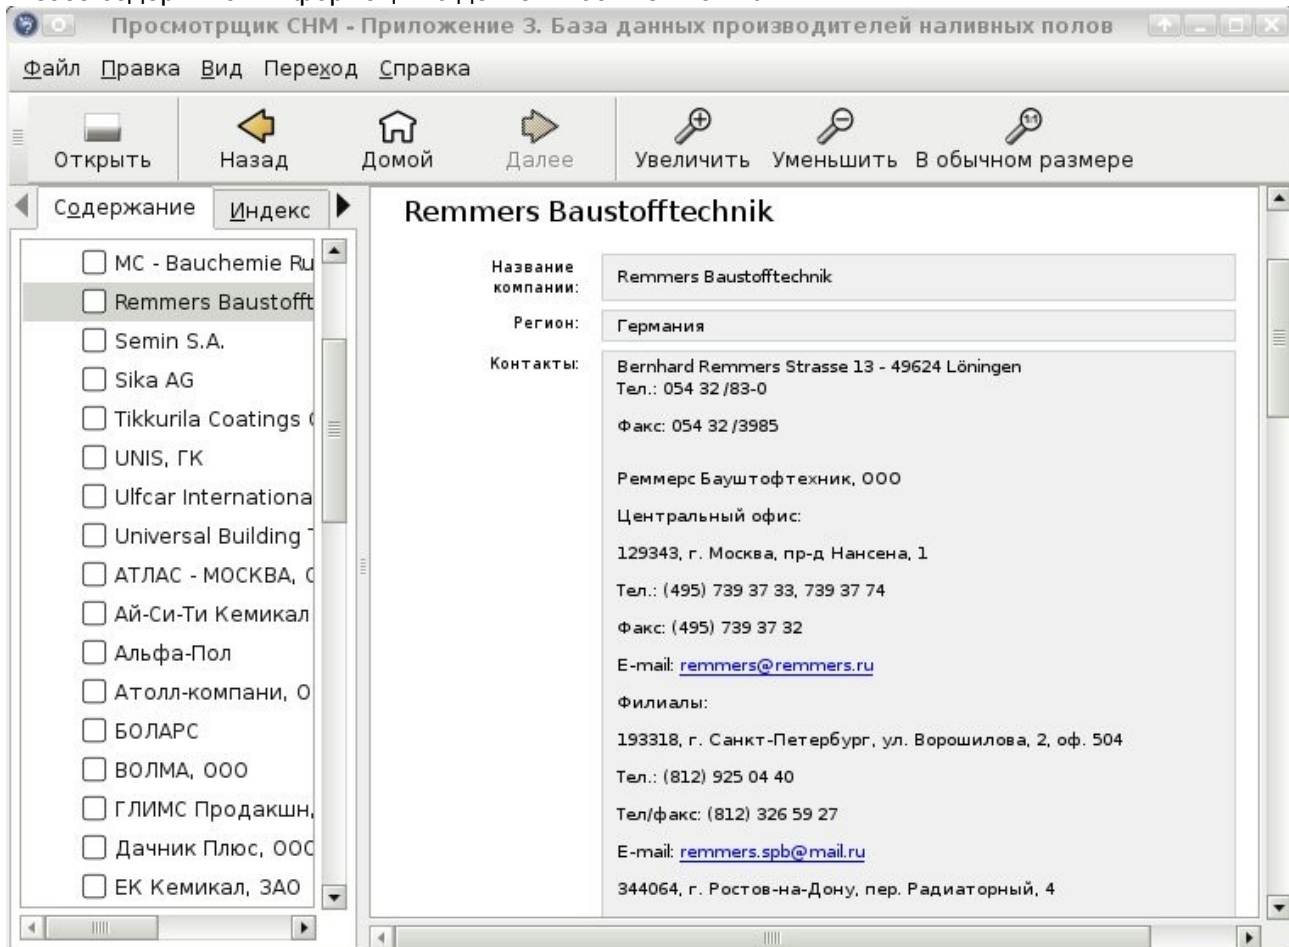 Просмотрщик CHM - Приложение 3. База данных производителей наливных полов
Файл Правка Вид Переход Справка
Открыть Назад Домой Далее Увеличить Уменьшить В обычном размере
Содержание Индекс
MC - Bauchemie Ru
Remmers Baustofft
Semin S.A.
Sika AG
Tikkurila Coatings
UNIS, ГК
Ulfcar Internationa
Universal Building
АТЛАС - МОСКВА,
Ай-Си-Ти Кемикал
Альфа-Пол
Атолл-компани, О
БОЛАРС
ВОЛМА, ООО
ГЛИМС Продакшн,
Дачник Плюс, ООО
ЕК Кемикал, ЗАО
Remmers Baustofftechnik
Название компании: Remmers Baustofftechnik
Регион: Германия
Контакты: Bernhard Remmers Strasse 13 - 49624 Löningen
Тел.: 054 32 /83-0
Факс: 054 32 /3985
Реммерс Бауштофтехник, ООО
Центральный офис:
129343, г. Москва, пр-д Нансена, 1
Тел.: (495) 739 37 33, 739 37 74
Факс: (495) 739 37 32
E-mail: remmers@remmers.ru
Филиалы:
193318, г. Санкт-Петербург, ул. Ворошилова, 2, оф. 504
Тел.: (812) 925 04 40
Тел/факс: (812) 326 59 27
E-mail: remmers.spb@mail.ru
344064, г. Ростов-на-Дону, пер. Радиаторный, 4